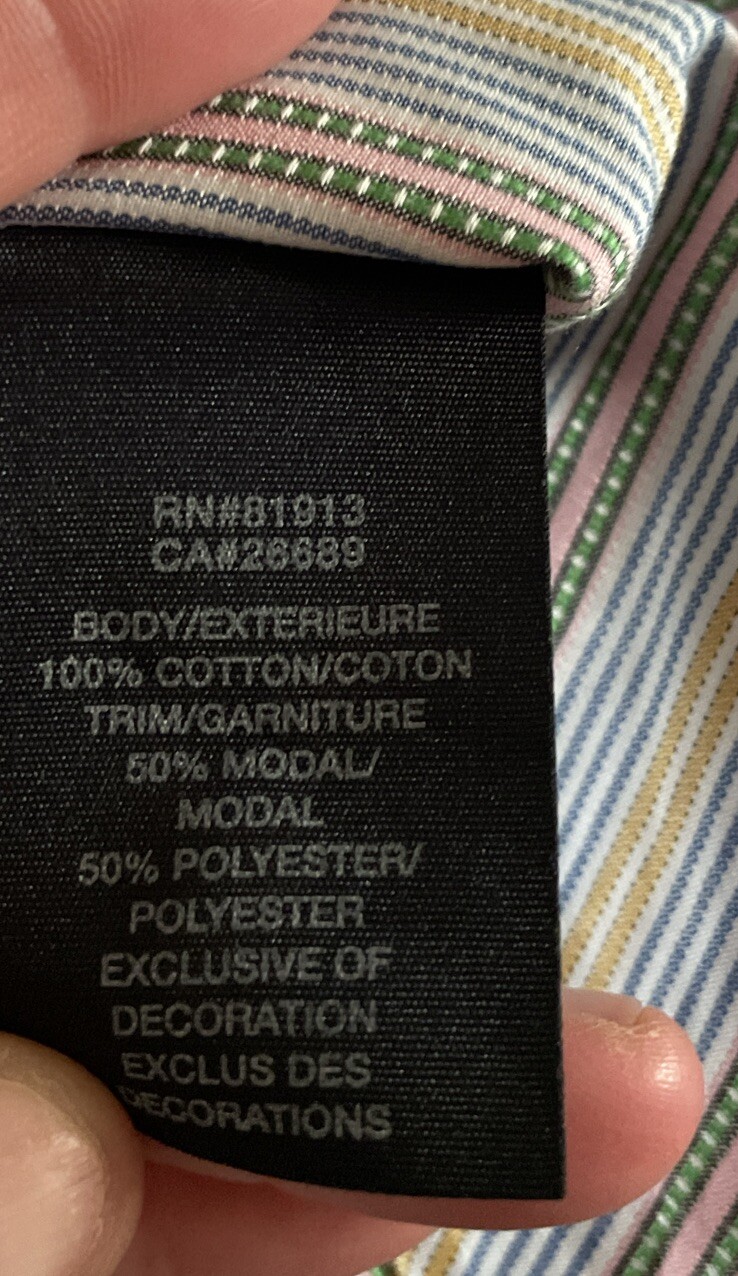 RN#81913
CA#26689
BODY/EXTERIEURE
100% COTTON/COTON
TRIM/GARNITURE
50% MODAL/
MODAL
50% POLYESTER/
POLYESTER
EXCLUSIVE OF
DECORATION
EXCLUS DES
DECORATIONS